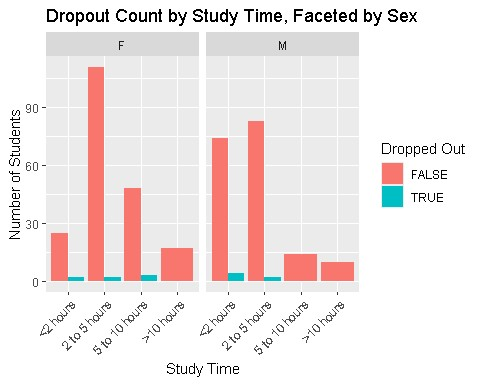 Dropout Count by Study Time, Faceted by Sex
F
M
Number of Students
90
60
30
0
<2 hours
2 to 5 hours
5 to 10 hours
>10 hours
<2 hours
2 to 5 hours
5 to 10 hours
>10 hours
Study Time
Dropped Out
FALSE
TRUE